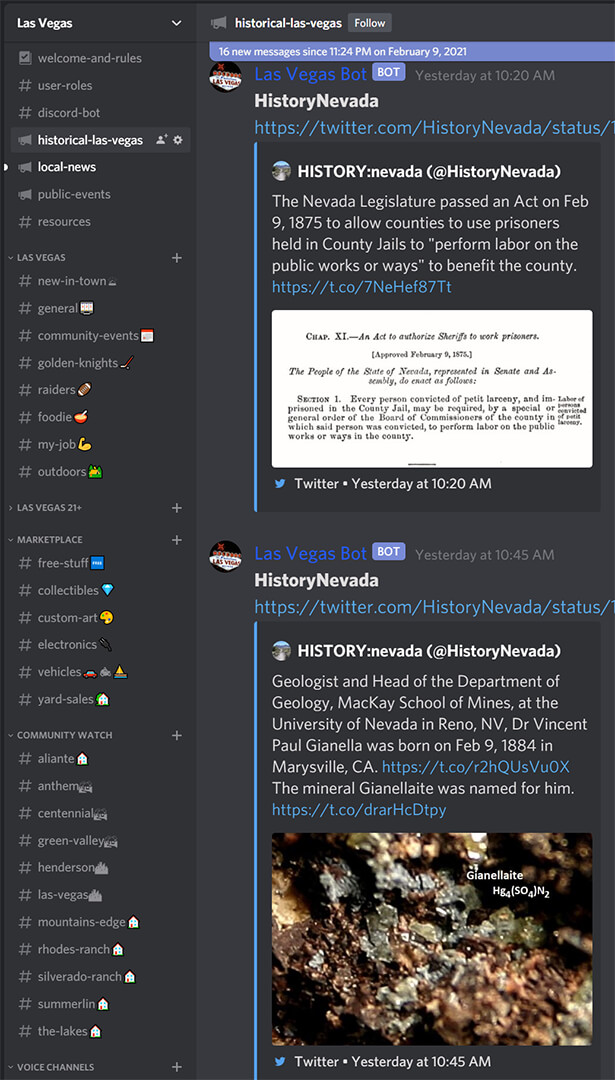 Las Vegas
welcome-and-rules
# user-roles
# discord-bot
historical-las-vegas
local-news
public-events
# resources
LAS VEGAS +
# new-in-town
# general
# community-events
# golden-knights
# raiders
# foodie
# my-job
# outdoors
LAS VEGAS 21+ +
MARKETPLACE +
# free-stuff FREE
# collectibles
# custom-art
# electronics
# vehicles
# yard-sales
COMMUNITY WATCH +
# aliante
# anthem
# centennial
# green-valley
# henderson
# las-vegas
# mountains-edge
# rhodes-ranch
# silverado-ranch
# summerlin
# the-lakes
VOICE CHANNELS +
historical-las-vegas Follow
16 new messages since 11:24 PM on February 9, 2021
Las Vegas Bot BOT Yesterday at 10:20 AM
HistoryNevada
https://twitter.com/HistoryNevada/status/1
HISTORY:nevada (@HistoryNevada)
The Nevada Legislature passed an Act on Feb
9, 1875 to allow counties to use prisoners
held in County Jails to "perform labor on the
public works or ways" to benefit the county.
https://t.co/7NeHef87Tt
CHAP. XI.—An Act to authorize Sheriffs to work prisoners.
[Approved February 9, 1875.]
The People of the State of Nevada, represented in Senate and As-
sembly, do enact as follows:
SECTION 1. Every person convicted of petit larceny, and im-
prisoned in the County Jail, may be required, by a special or
general order of the Board of Commissioners of the county in
which said person was convicted, to perform labor on the public
works or ways in the county.
Labor of
persons
convicted
of petit
larceny.
Twitter • Yesterday at 10:20 AM
Las Vegas Bot BOT Yesterday at 10:45 AM
HistoryNevada
https://twitter.com/HistoryNevada/status/1
HISTORY:nevada (@HistoryNevada)
Geologist and Head of the Department of
Geology, MacKay School of Mines, at the
University of Nevada in Reno, NV, Dr Vincent
Paul Gianella was born on Feb 9, 1884 in
Marysville, CA. https://t.co/r2hQUsVu0X
The mineral Gianellaite was named for him.
https://t.co/drarHcDtpy
Gianellaite
Hg4(SO4)N2
Twitter • Yesterday at 10:45 AM